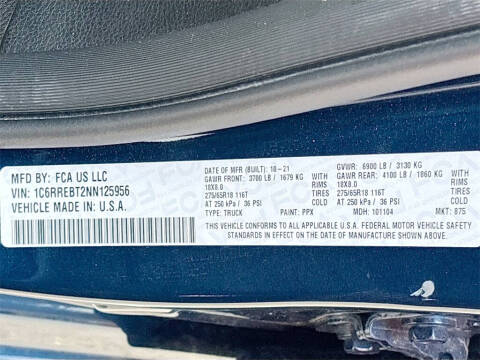 MFD BY: FCA US LLC
VIN: 1C6RREBT2NN125956
VEHICLE MADE IN: U.S.A.
DATE OF MFR (BUILT): 10-21
GAWR FRONT: 3700 LB / 1679 KG WITH
18X8.0 RIMS
275/65R18 116T TIRES
AT 250 kPa / 36 PSI COLD
TYPE: TRUCK PAINT: PPX
GVWR: 6900 LB / 3130 KG
GAWR REAR: 4100 LB / 1860 KG WITH
18X8.0 RIMS
275/65R18 116T TIRES
AT 250 kPa / 36 PSI COLD
MDH: 101104 MKT: 875
THIS VEHICLE CONFORMS TO ALL APPLICABLE U.S.A. FEDERAL MOTOR VEHICLE SAFETY
STANDARDS IN EFFECT ON THE DATE OF MANUFACTURE SHOWN ABOVE.